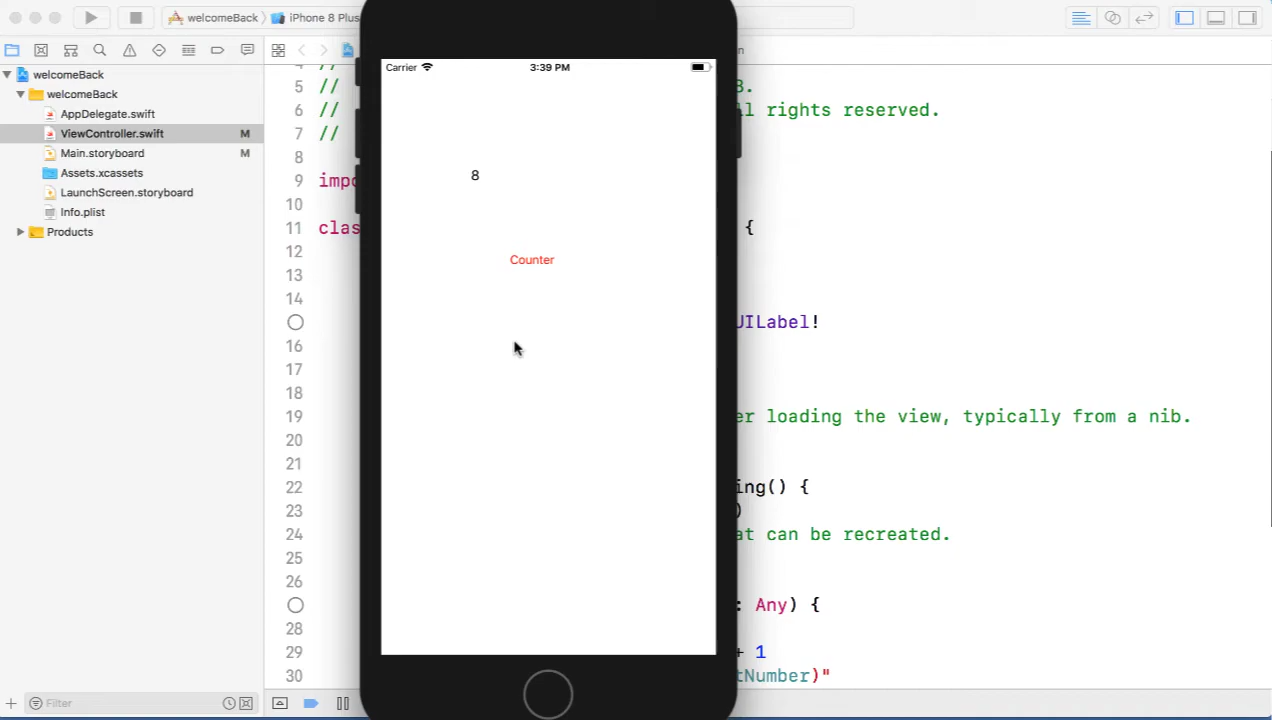 welcomeBack
iPhone 8 Plus
welcomeBack
welcomeBack
AppDelegate.swift
ViewController.swift M
Main.storyboard M
Assets.xcassets
LaunchScreen.storyboard
Info.plist
Products
Filter
Carrier 3:39 PM
8
Counter
4 //
5 // 8.
6 // ll rights reserved.
7 //
8
9 impo
10
11 clas {
12
13
14
UILabel!
16
17
18
19 er loading the view, typically from a nib.
20
21
22 ing() {
23 )
24 at can be recreated.
25
26
: Any) {
28
29 + 1
30 tNumber)"